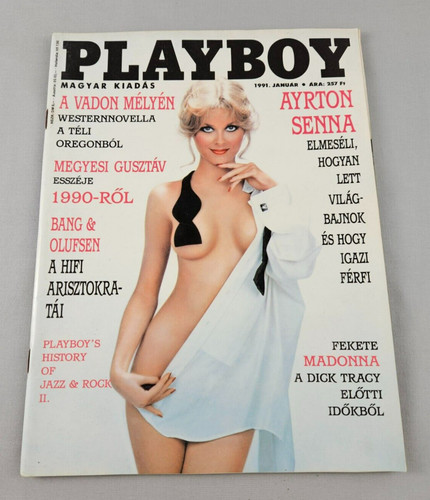 PLAYBOY
MAGYAR KIADÁS
1991. JANUAR • ÁRA: 257 Ft
A VADON MÉLYÉN
WESTERNNOVELLA
A TÉLI
OREGONBÓL
MEGYESI GUSZTÁV
ESSZÉJE
1990-RŐL
BANG &
OLUFSEN
A HIFI
ARISZTOKRA-
TÁI
PLAYBOY'S
HISTORY
OF
JAZZ & ROCK
II.
AYRTON
SENNA
ELMESÉLI,
HOGYAN
LETT
VILÁG-
BAJNOK
ÉS HOGY
IGAZI
FÉRFI
FEKETE
MADONNA
A DICK TRACY
ELŐTTI
IDŐKBŐL